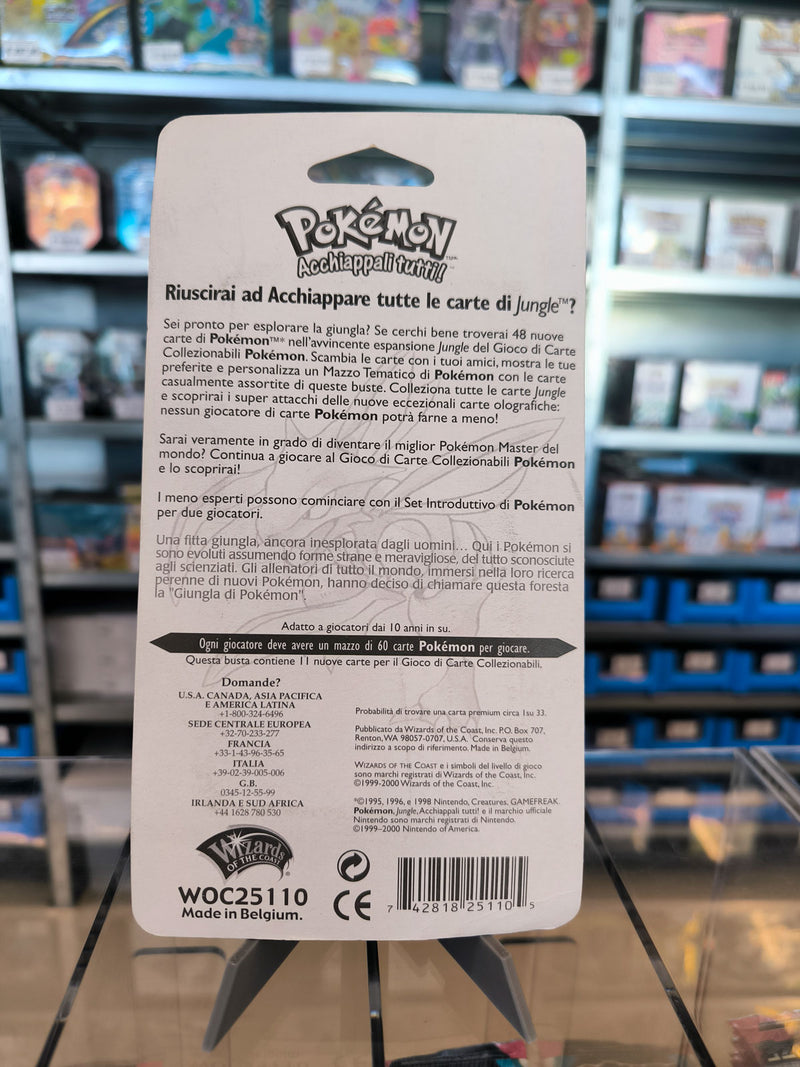 POKéMON™
Acchiappali tutti!™
Riuscirai ad Acchiappare tutte le carte di Jungle™?
Sei pronto per esplorare la giungla? Se cerchi bene troverai 48 nuove
carte di Pokémon™* nell'avvincente espansione Jungle del Gioco di Carte
Collezionabili Pokémon. Scambia le carte con i tuoi amici, mostra le tue
preferite e personalizza un Mazzo Tematico di Pokémon con le carte
casualmente assortite di queste buste. Colleziona tutte le carte Jungle
e scoprirai i super attacchi delle nuove eccezionali carte olografiche:
nessun giocatore di carte Pokémon potrà farne a meno!
Sarai veramente in grado di diventare il miglior Pokémon Master del
mondo? Continua a giocare al Gioco di Carte Collezionabili Pokémon
e lo scoprirai!
I meno esperti possono cominciare con il Set Introduttivo di Pokémon
per due giocatori.
Una fitta giungla, ancora inesplorata dagli uomini... Qui i Pokémon si
sono evoluti assumendo forme strane e meravigliose, del tutto sconosciute
agli scienziati. Gli allenatori di tutto il mondo, immersi nella loro ricerca
perenne di nuovi Pokémon, hanno deciso di chiamare questa foresta
la "Giungla di Pokémon".
Adatto a giocatori dai 10 anni in su.
Ogni giocatore deve avere un mazzo di 60 carte Pokémon per giocare.
Questa busta contiene 11 nuove carte per il Gioco di Carte Collezionabili.
Domande?
U.S.A. CANADA, ASIA PACIFICA
E AMERICA LATINA
+1-800-324-6496
SEDE CENTRALE EUROPEA
+32-70-233-277
FRANCIA
+33-1-43-96-35-65
ITALIA
+39-02-39-005-006
G.B.
0345-12-55-99
IRLANDA E SUD AFRICA
+44 1628 780 530
Probabilità di trovare una carta premium circa 1su 33.
Pubblicato da Wizards of the Coast, Inc. P.O. Box 707,
Renton, WA 98057-0707, U.S.A. Conserva questo
indirizzo a scopo di riferimento. Made in Belgium.
WIZARDS OF THE COAST e i simboli del livello di gioco
sono marchi registrati di Wizards of the Coast, Inc.
©1999-2000 Wizards of the Coast, Inc.
*©1995, 1996, e 1998 Nintendo, Creatures, GAMEFREAK.
Pokémon, Jungle, Acchiappali tutti! e il marchio ufficiale
Nintendo sono marchi registrati di Nintendo.
©1999-2000 Nintendo of America.
WIZARDS
OF THE COAST®
WOC25110
Made in Belgium.
CE
7 42818 25110 5